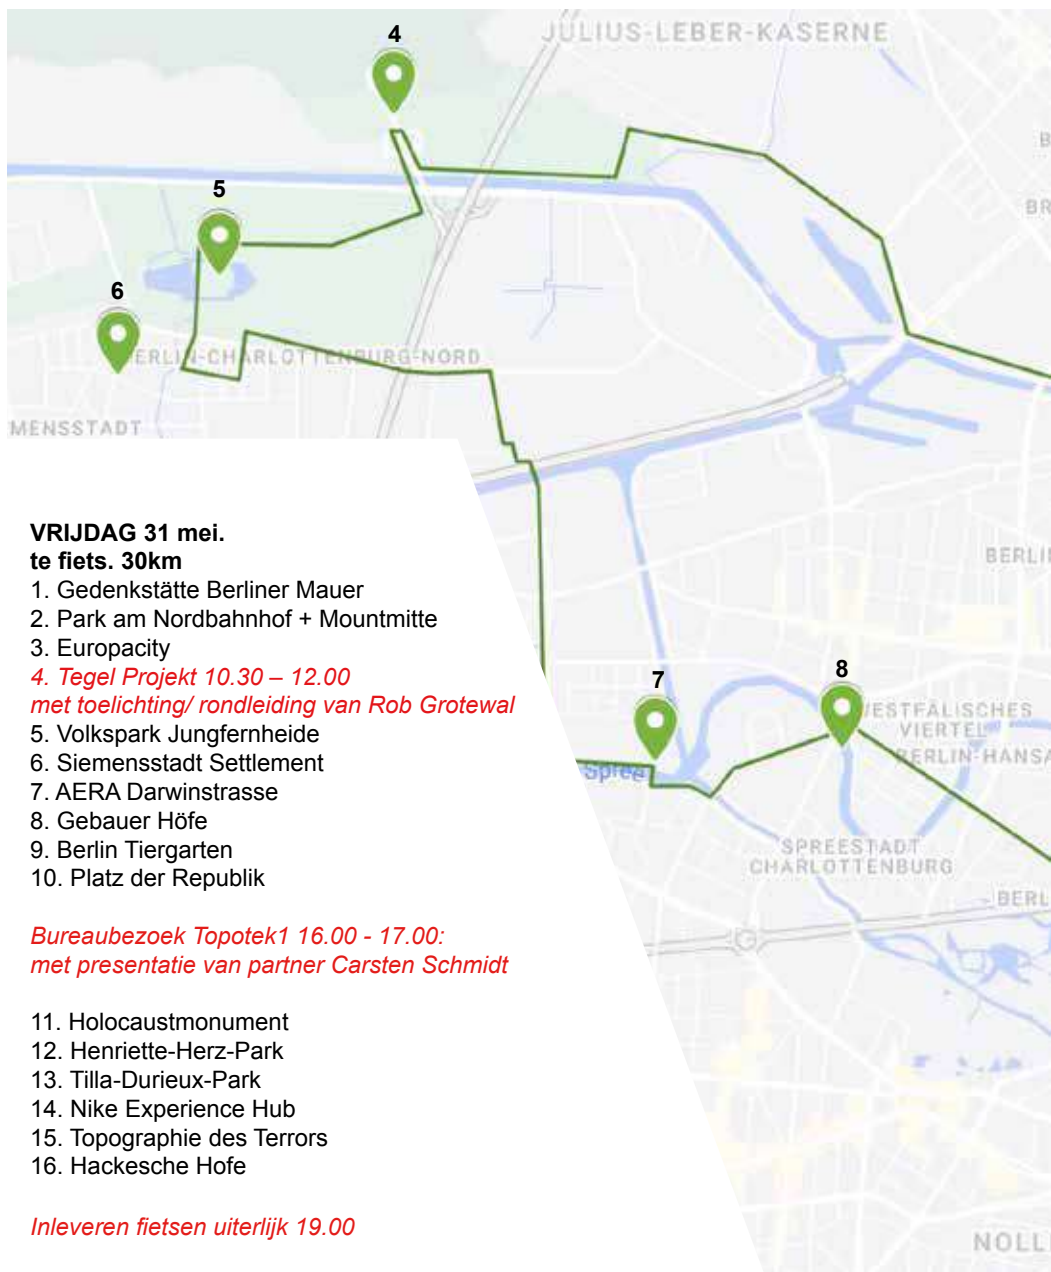 4
JULIUS-LEBER-KASERNE
5
6
BERLIN-CHARLOTTENBURG-NORD
MENSSTADT
VRIJDAG 31 mei.
te fiets. 30km
1. Gedenkstätte Berliner Mauer
2. Park am Nordbahnhof + Mountmitte
3. Europacity
4. Tegel Projekt 10.30 – 12.00
met toelichting/ rondleiding van Rob Grotewal
5. Volkspark Jungfernheide
6. Siemensstadt Settlement
7. AERA Darwinstrasse
8. Gebauer Höfe
9. Berlin Tiergarten
10. Platz der Republik
Bureaubezoek Topotek1 16.00 - 17.00:
met presentatie van partner Carsten Schmidt
11. Holocaustmonument
12. Henriette-Herz-Park
13. Tilla-Durieux-Park
14. Nike Experience Hub
15. Topographie des Terrors
16. Hackesche Hofe
Inleveren fietsen uiterlijk 19.00
B
BR
BERLI
7
8
WESTFÄLISCHES
VIERTEL
BERLIN-HANSA
Spree
SPREESTADT
CHARLOTTENBURG
BERL
NOLL